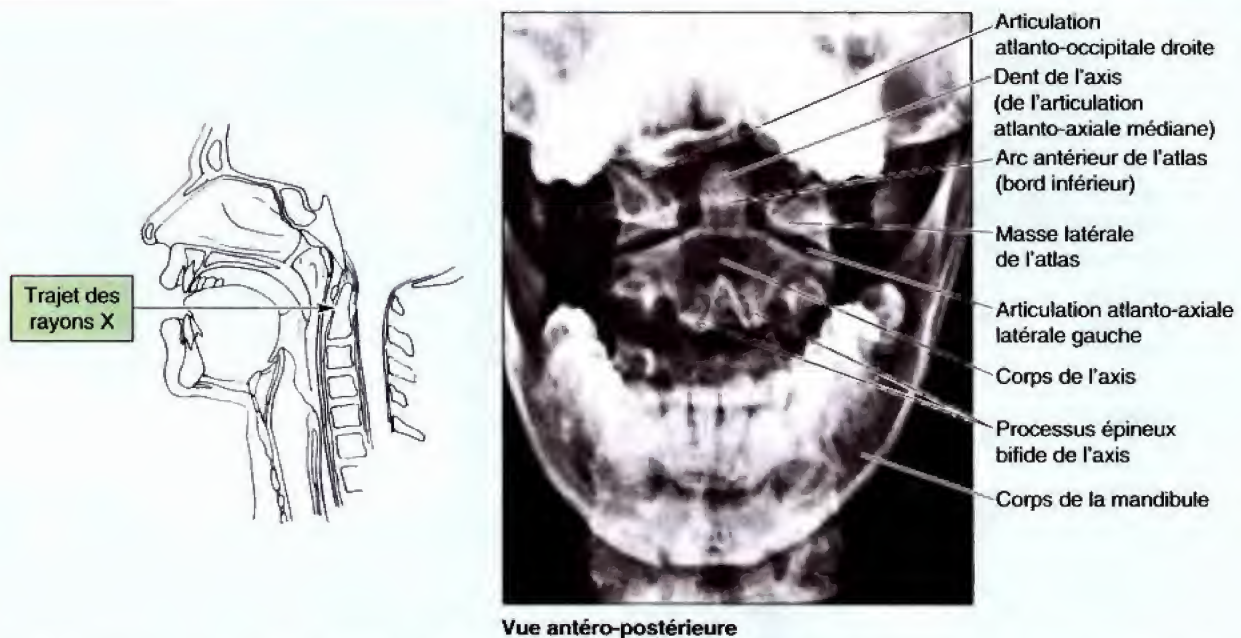 Trajet des
rayons X
Articulation
atlanto-occipitale droite
Dent de l'axis
(de l'articulation
atlanto-axiale médiane)
Arc antérieur de l'atlas
(bord inférieur)
Masse latérale
de l'atlas
Articulation atlanto-axiale
latérale gauche
Corps de l'axis
Processus épineux
bifide de l'axis
Corps de la mandibule
Vue antéro-postérieure